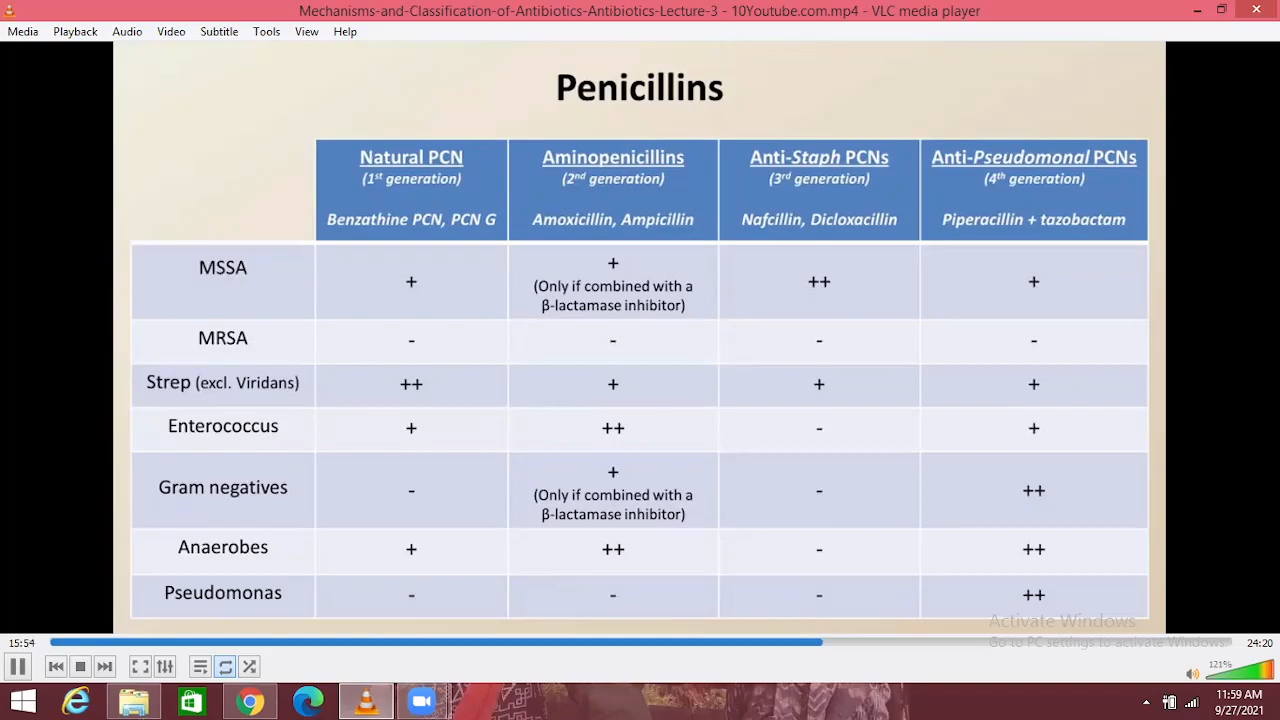 Mechanisms-and-Classification-of-Antibiotics-Antibiotics-Lecture-3 - 10Youtube.com.mp4 - VLC media player
Media Playback Audio Video Subtitle Tools View Help
Penicillins
Natural PCN Aminopenicillins Anti-Staph PCNs Anti-Pseudomonal PCNs
(1st generation) (2nd generation) (3rd generation) (4th generation)
Benzathine PCN, PCN G Amoxicillin, Ampicillin Nafcillin, Dicloxacillin Piperacillin + tazobactam
MSSA + + (Only if combined with a ++ +
β-lactamase inhibitor)
MRSA - - - -
Strep (excl. Viridans) ++ + + +
Enterococcus + ++ - +
Gram negatives - + (Only if combined with a - ++
β-lactamase inhibitor)
Anaerobes + ++ - ++
Pseudomonas - - - ++
Activate Windows
Go to PC settings to activate Windows.
15:54 24:20
121%
11:59 AM
9/27/2021